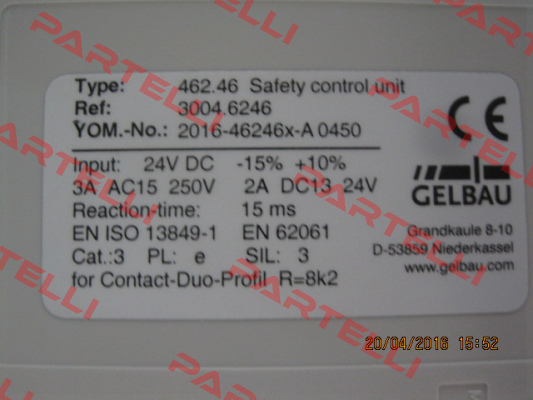 Type: 462.46 Safety control unit
Ref: 3004.6246
YOM.-No.: 2016-46246x-A 0450
Input: 24V DC -15% +10%
3A AC15 250V 2A DC13 24V
Reaction-time: 15 ms
EN ISO 13849-1 EN 62061
Cat.:3 PL: e SIL: 3
for Contact-Duo-Profil R=8k2
CE
GELBAU
Grandkaule 8-10
D-53859 Niederkassel
www.gelbau.com
20/04/2016 15:52
PARTELLI
PARTELLI
PARTELLI
PARTELLI
PARTELLI